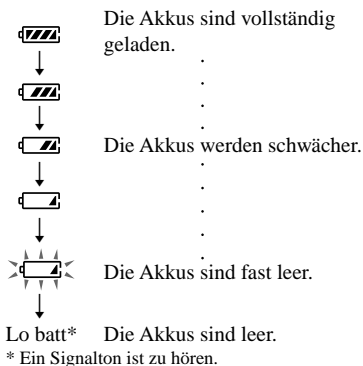 Die Akkus sind vollständig
geladen.
Die Akkus werden schwächer.
Die Akkus sind fast leer.
Lo batt* Die Akkus sind leer.
* Ein Signalton ist zu hören.